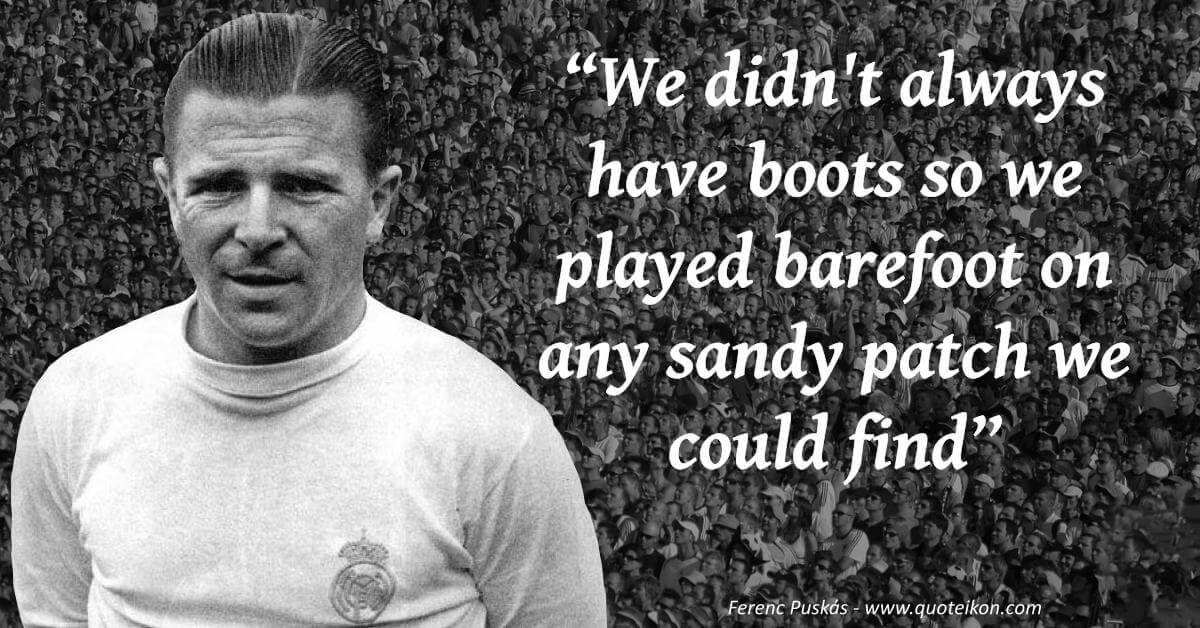 “We didn't always
have boots so we
played barefoot on
any sandy patch we
could find”
Ferenc Puskás - www.quoteikon.com